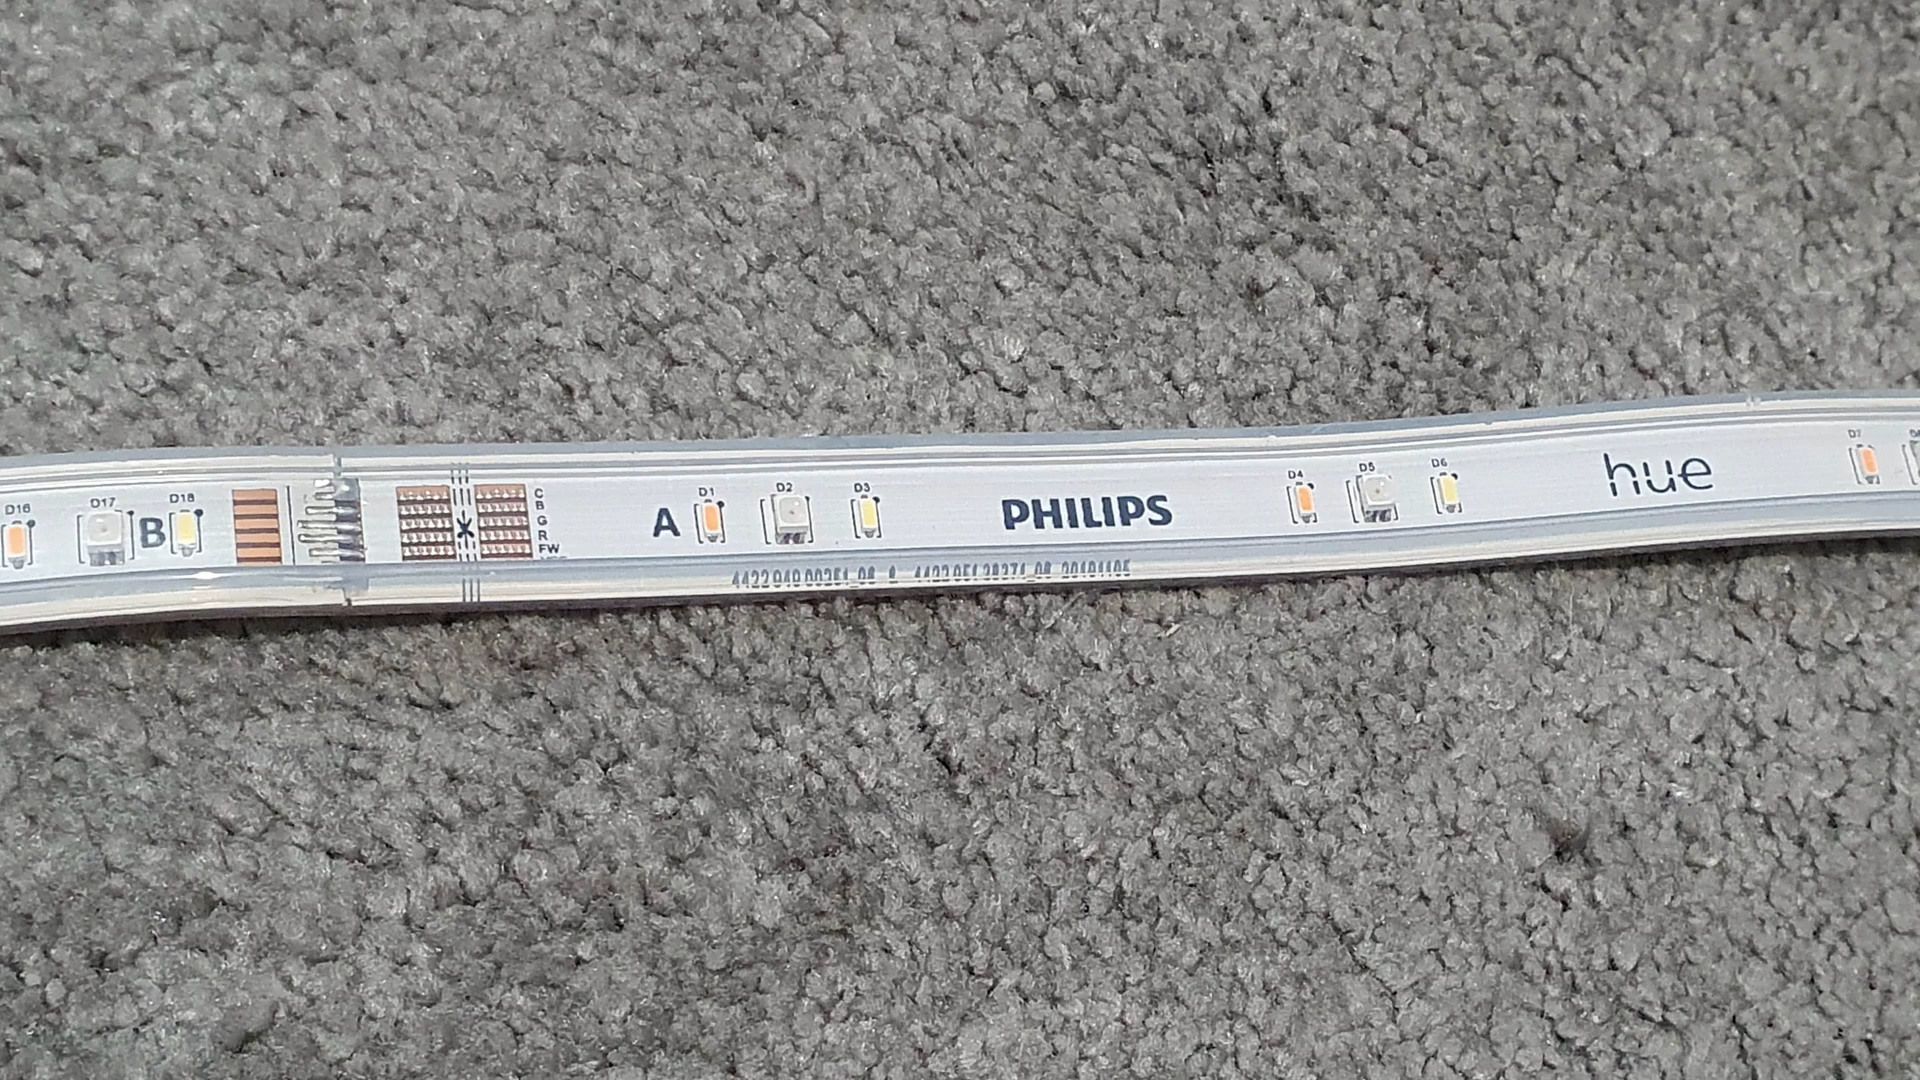 D16 D17 B D18
C
B
G
R
FW
A D1 D2 D3
PHILIPS
D4 D5 D6
hue
D7